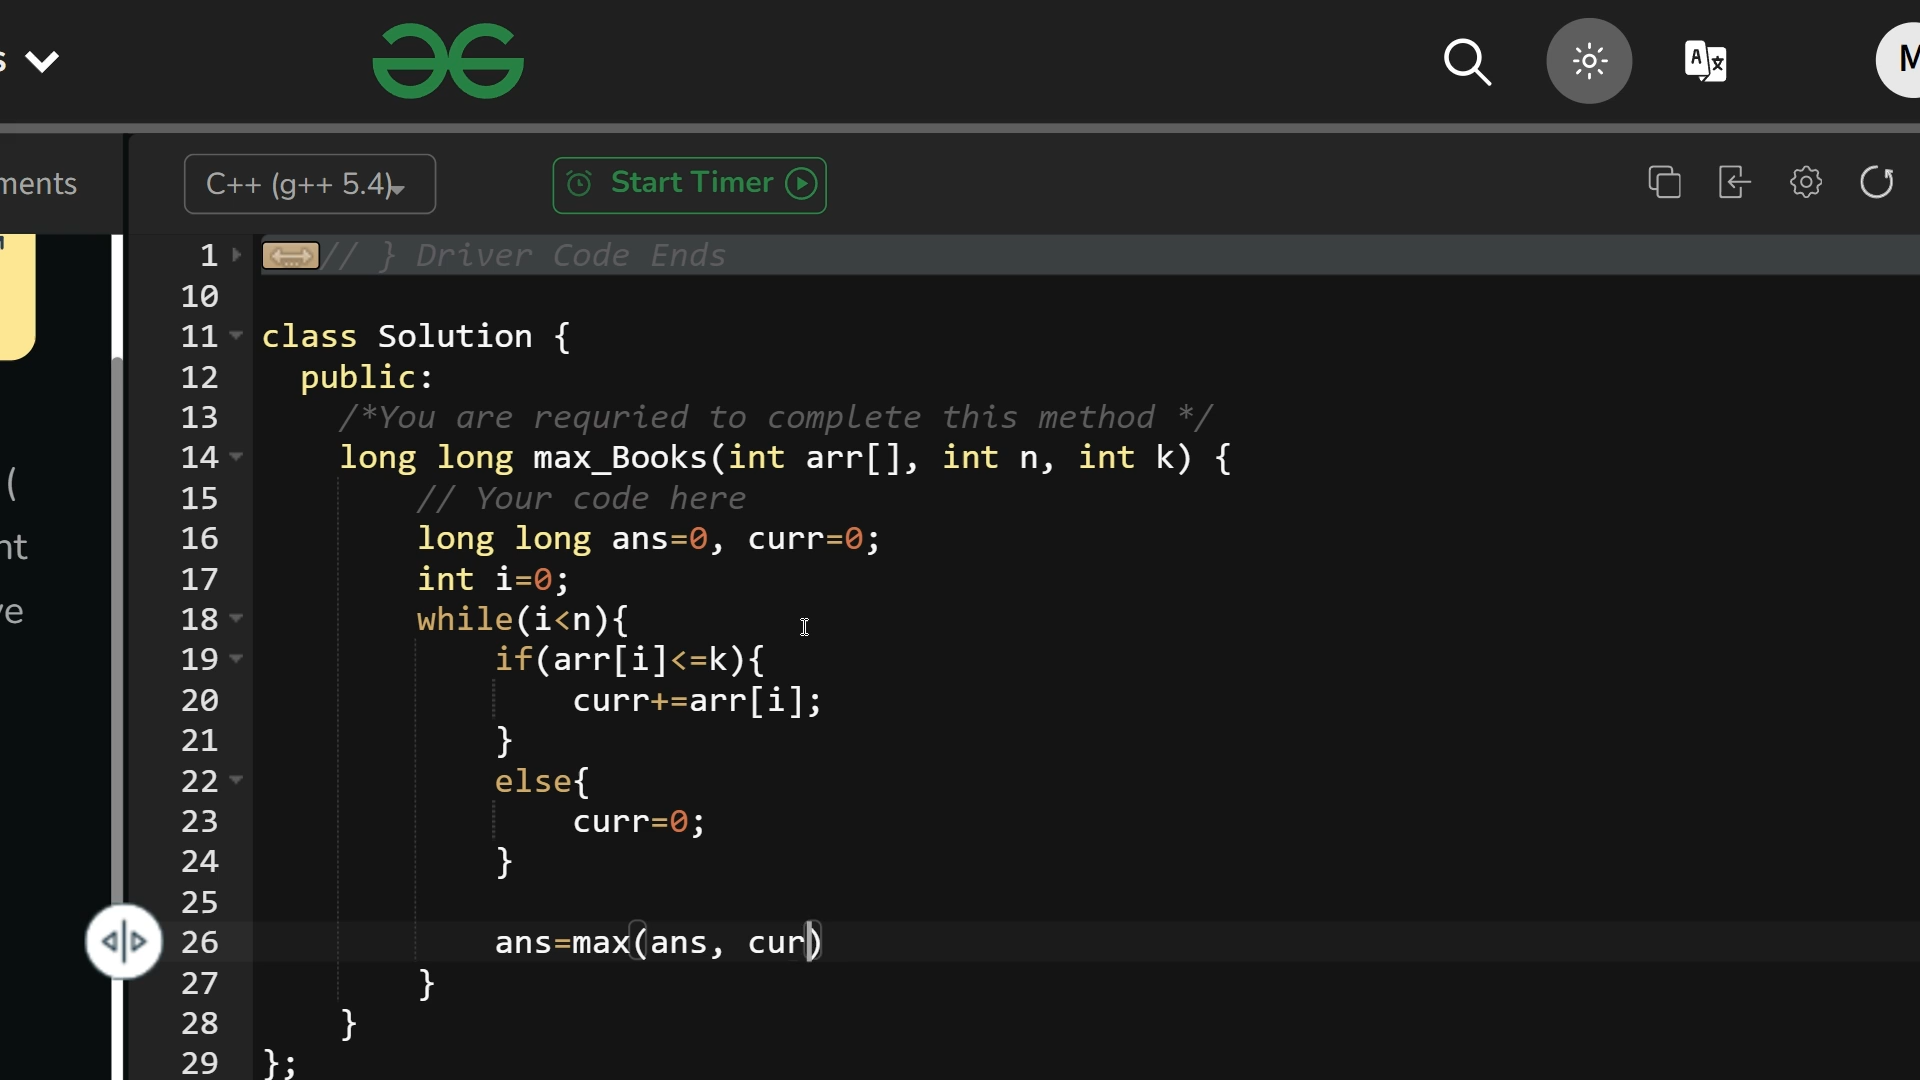 s
M
ments
C++ (g++ 5.4)
Start Timer
1 // } Driver Code Ends
10
11 class Solution {
12 public:
13 /*You are requried to complete this method */
14 long long max_Books(int arr[], int n, int k) {
15 // Your code here
16 long long ans=0, curr=0;
17 int i=0;
18 while(i<n){
19 if(arr[i]<=k){
20 curr+=arr[i];
21 }
22 else{
23 curr=0;
24 }
25
26 ans=max(ans, cur)
27 }
28 }
29 };
(
nt
ve